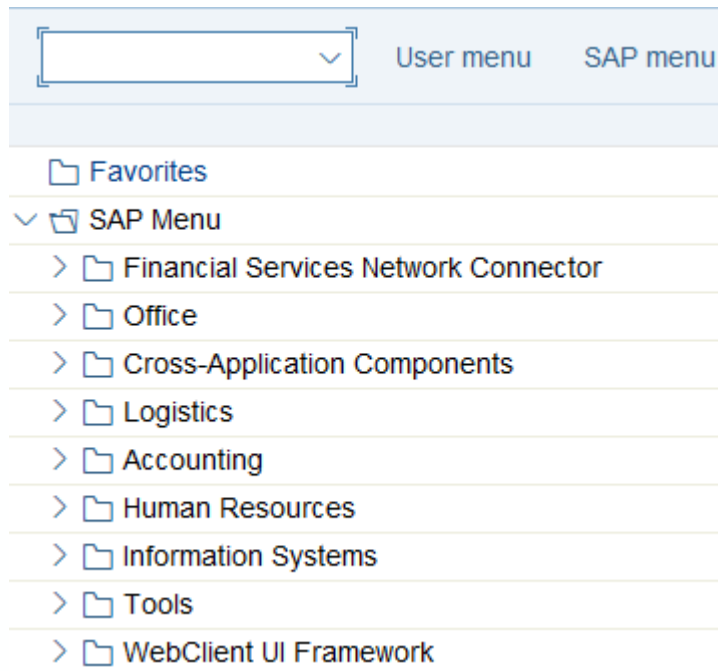 User menu SAP menu
Favorites
SAP Menu
Financial Services Network Connector
Office
Cross-Application Components
Logistics
Accounting
Human Resources
Information Systems
Tools
WebClient UI Framework